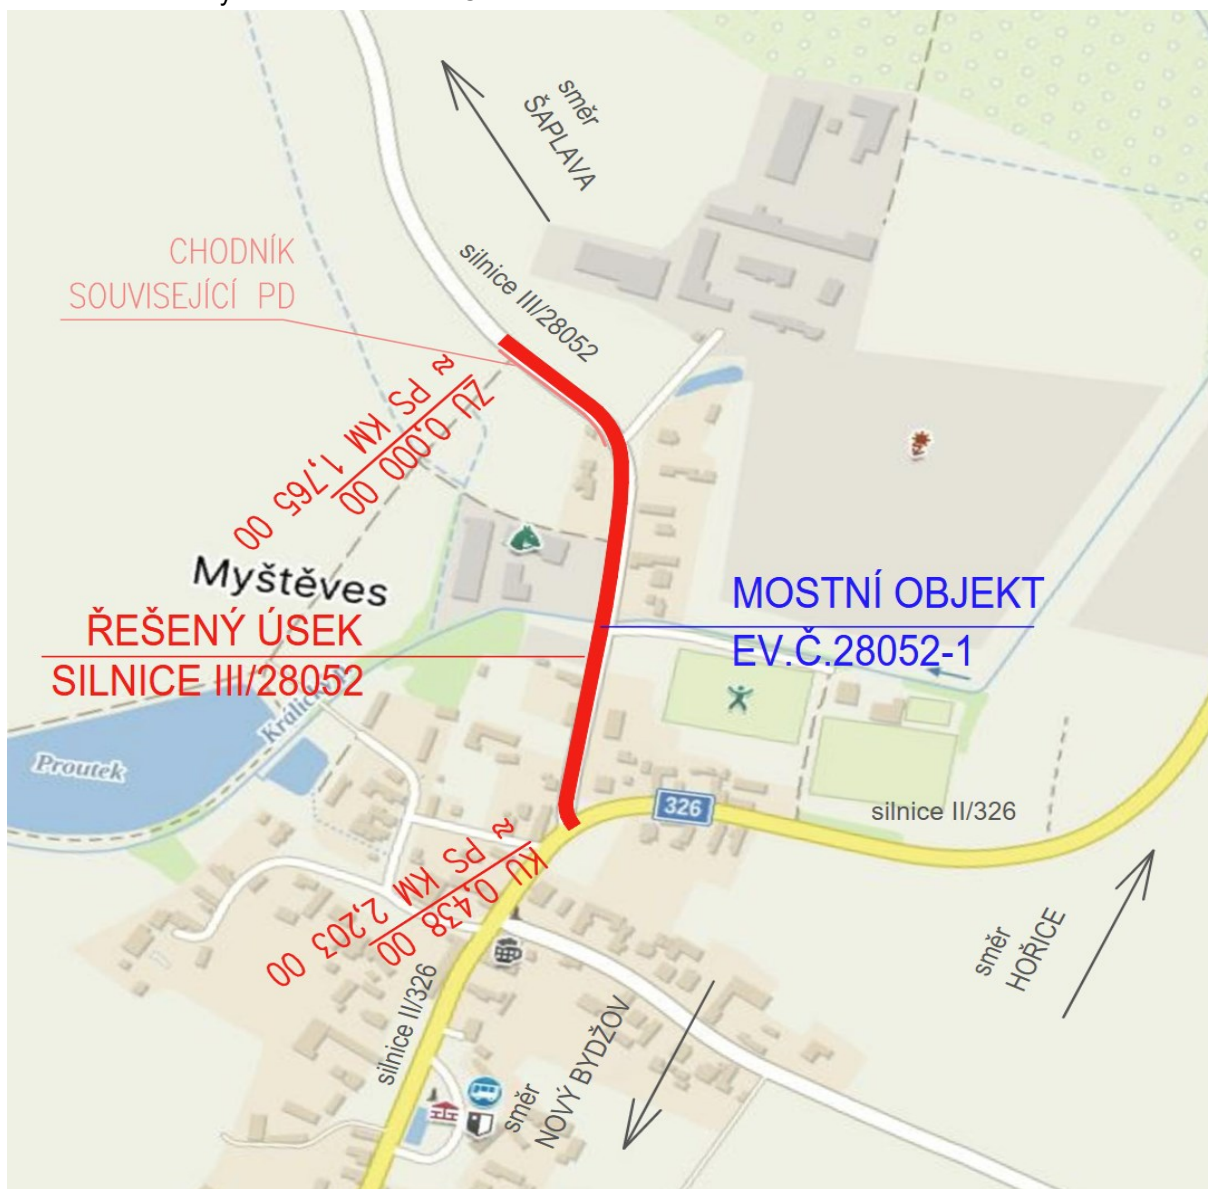 směr
ŠAPLAVA
CHODNÍK
SOUVISEJÍCÍ PD
silnice III/28052
ZÚ 0,000 00
≈ PS KM 1,765 00
Myštěves
ŘEŠENÝ ÚSEK
SILNICE III/28052
MOSTNÍ OBJEKT
EV.Č.28052-1
Proutek
326
silnice II/326
KÚ 0,438 00
≈ PS KM 2,203 00
směr
HOŘICE
silnice II/326
směr
NOVÝ BYDŽOV